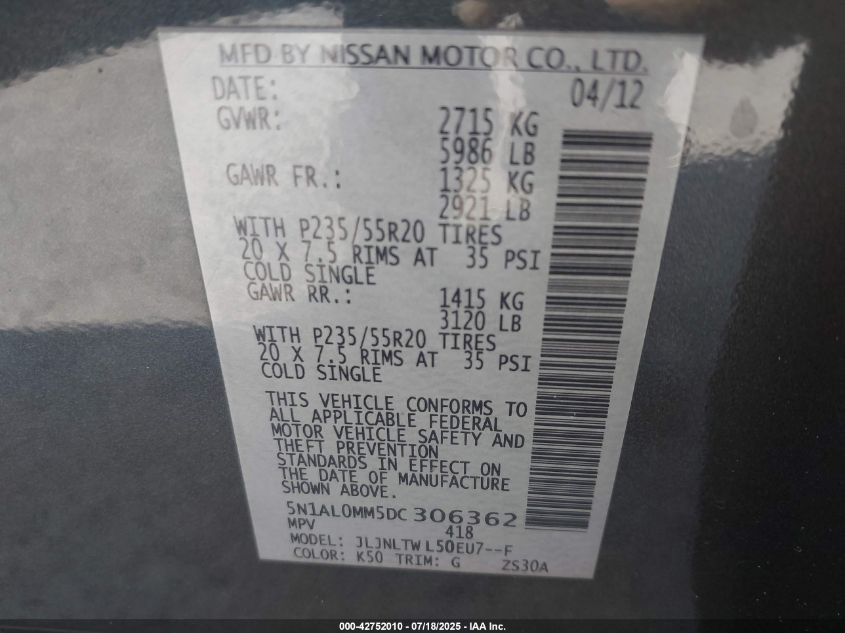 MFD BY NISSAN MOTOR CO., LTD.
DATE: 04/12
GVWR: 2715 KG
5986 LB
GAWR FR.: 1325 KG
2921 LB
WITH P235/55R20 TIRES
20 X 7.5 RIMS AT 35 PSI
COLD SINGLE
GAWR RR.: 1415 KG
3120 LB
WITH P235/55R20 TIRES
20 X 7.5 RIMS AT 35 PSI
COLD SINGLE
THIS VEHICLE CONFORMS TO
ALL APPLICABLE FEDERAL
MOTOR VEHICLE SAFETY AND
THEFT PREVENTION
STANDARDS IN EFFECT ON
THE DATE OF MANUFACTURE
SHOWN ABOVE.
5N1AL0MM5DC306362
MPV 418
MODEL: JLJNLTWL50EU7--F
COLOR: K50 TRIM: G ZS30A
000-42752010 - 07/18/2025 - IAA Inc.